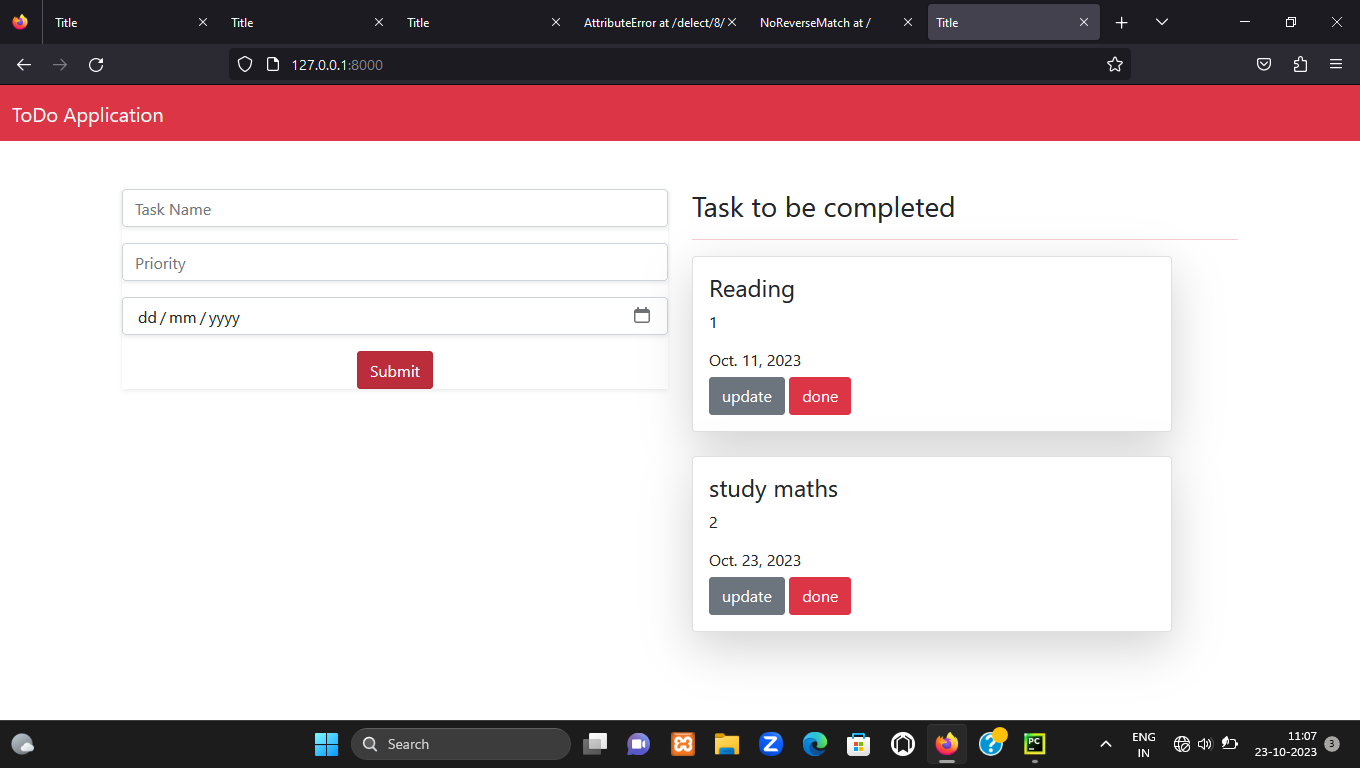 Title
Title
Title
AttributeError at /delect/8/
NoReverseMatch at /
Title
127.0.0.1:8000
ToDo Application
Task Name
Priority
dd/mm/yyyy
Submit
Task to be completed
Reading
1
Oct. 11, 2023
update done
study maths
2
Oct. 23, 2023
update done
Search
PC
ENG
IN
11:07
23-10-2023
3